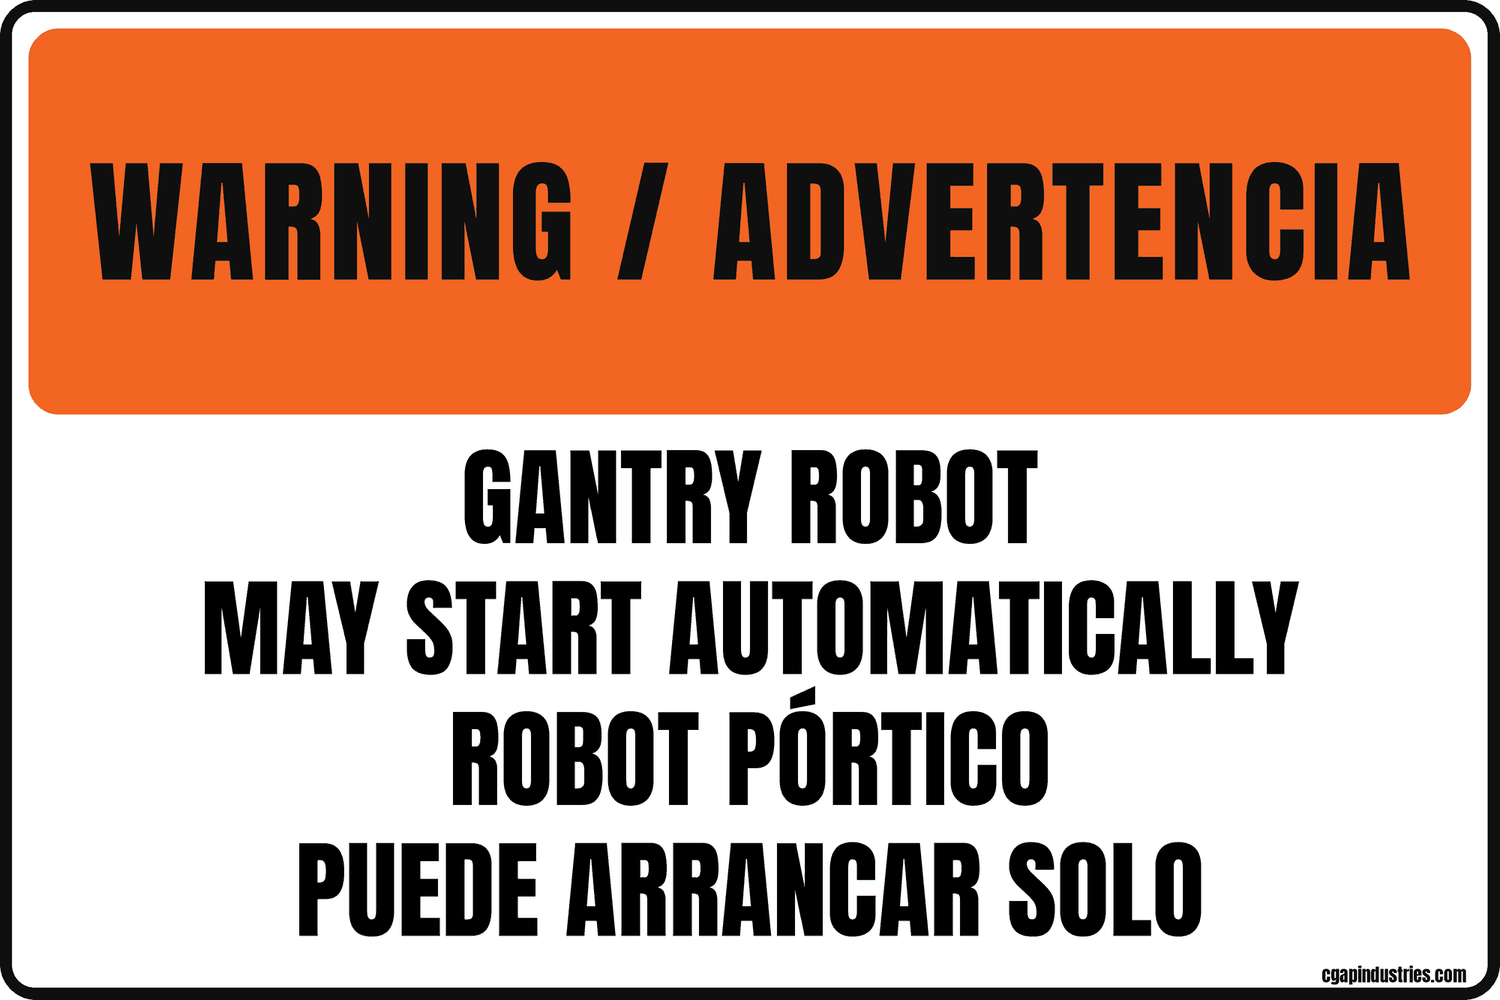 WARNING / ADVERTENCIA
GANTRY ROBOT
MAY START AUTOMATICALLY
ROBOT PÓRTICO
PUEDE ARRANCAR SOLO
cgapindustries.com